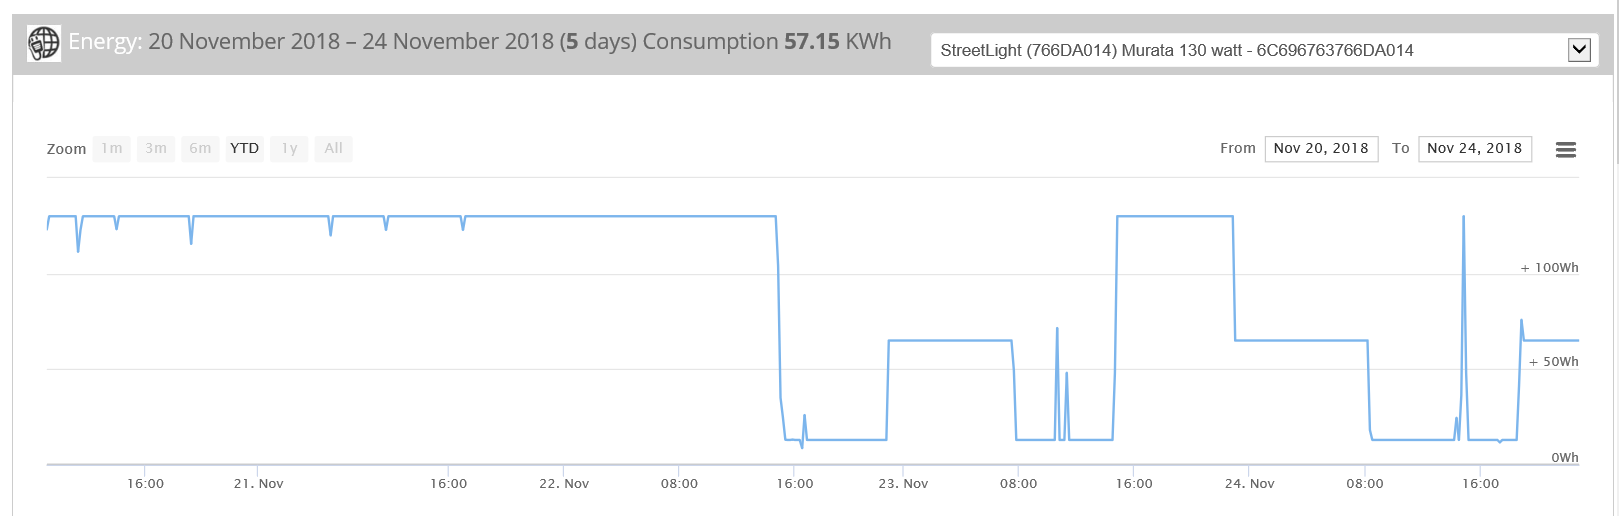 Energy: 20 November 2018 – 24 November 2018 (5 days) Consumption 57.15 KWh
StreetLight (766DA014) Murata 130 watt - 6C696763766DA014
Zoom 1m 3m 6m YTD 1y All From Nov 20, 2018 To Nov 24, 2018
+ 100Wh
+ 50Wh
0Wh
16:00 21. Nov 16:00 22. Nov 08:00 16:00 23. Nov 08:00 16:00 24. Nov 08:00 16:00